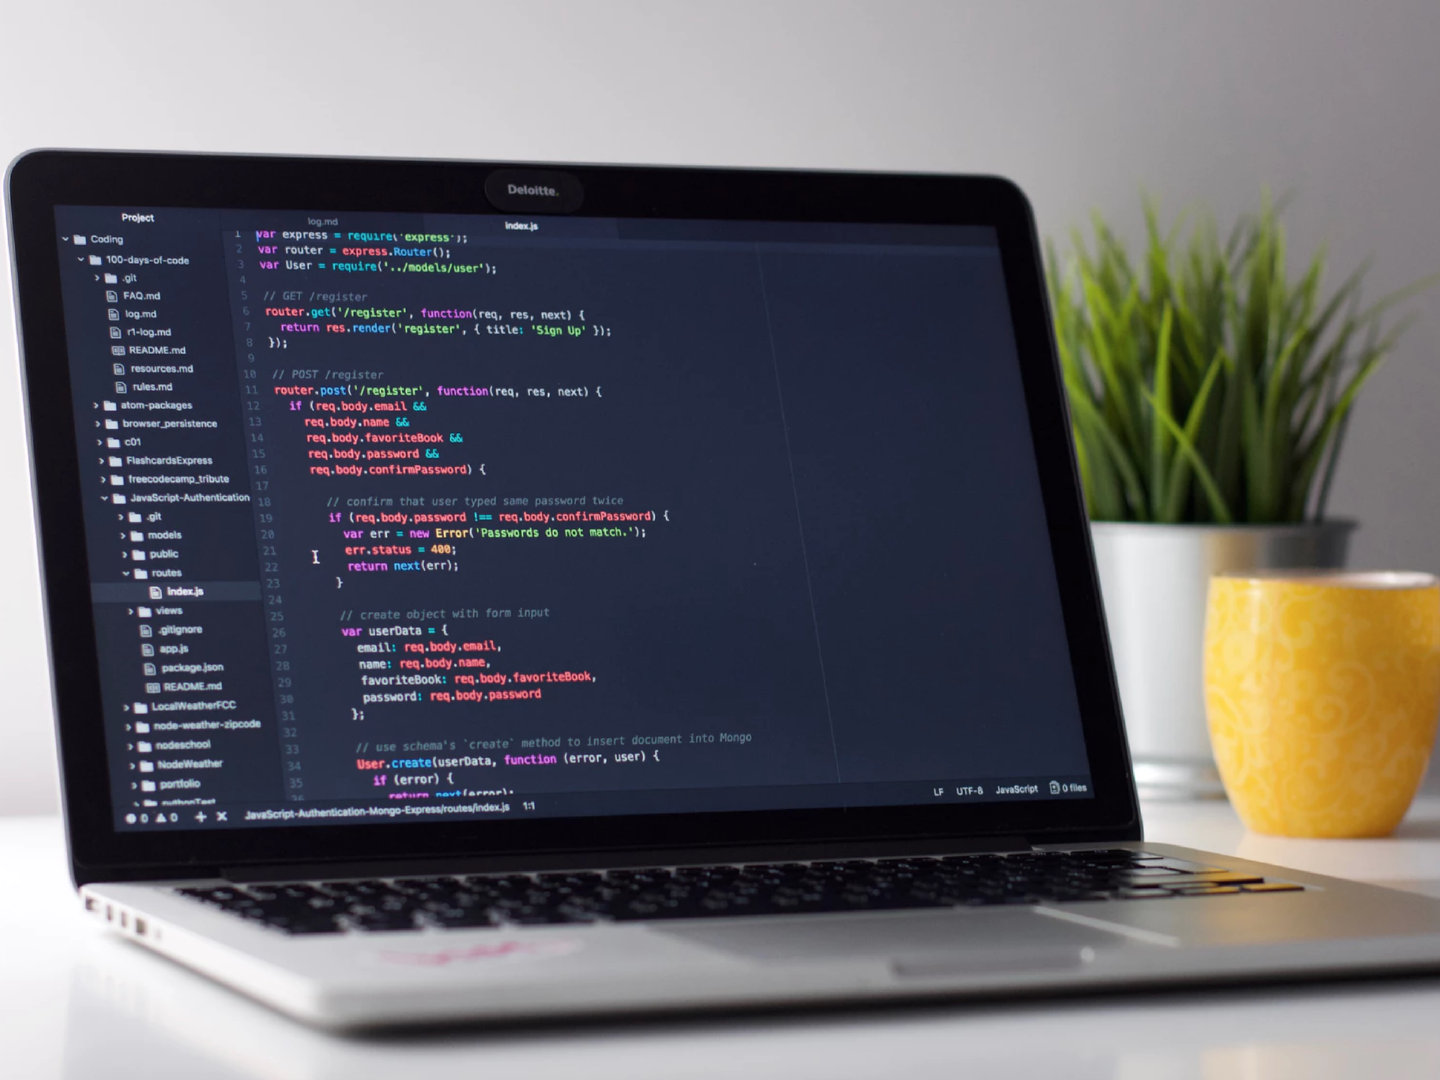 Deloitte.
Project
Coding
100-days-of-code
.git
FAQ.md
log.md
r1-log.md
README.md
resources.md
rules.md
atom-packages
browser_persistence
c01
FlashcardsExpress
freecodecamp_tribute
JavaScript-Authentication
.git
models
public
routes
index.js
views
.gitignore
app.js
package.json
README.md
LocalWeatherFCC
node-weather-zipcode
nodeschool
NodeWeather
portfolio
pythonTest
log.md
index.js
1 var express = require('express');
2 var router = express.Router();
3 var User = require('../models/user');
4
5 // GET /register
6 router.get('/register', function(req, res, next) {
7 return res.render('register', { title: 'Sign Up' });
8 });
9
10 // POST /register
11 router.post('/register', function(req, res, next) {
12 if (req.body.email &&
13 req.body.name &&
14 req.body.favoriteBook &&
15 req.body.password &&
16 req.body.confirmPassword) {
17
18 // confirm that user typed same password twice
19 if (req.body.password !== req.body.confirmPassword) {
20 var err = new Error('Passwords do not match.');
21 err.status = 400;
22 return next(err);
23 }
24
25 // create object with form input
26 var userData = {
27 email: req.body.email,
28 name: req.body.name,
29 favoriteBook: req.body.favoriteBook,
30 password: req.body.password
31 };
32
33 // use schema's `create` method to insert document into Mongo
34 User.create(userData, function (error, user) {
35 if (error) {
36 return next(error);
0 0 + × JavaScript-Authentication-Mongo-Express/routes/index.js 1:1
LF UTF-8 JavaScript 0 files